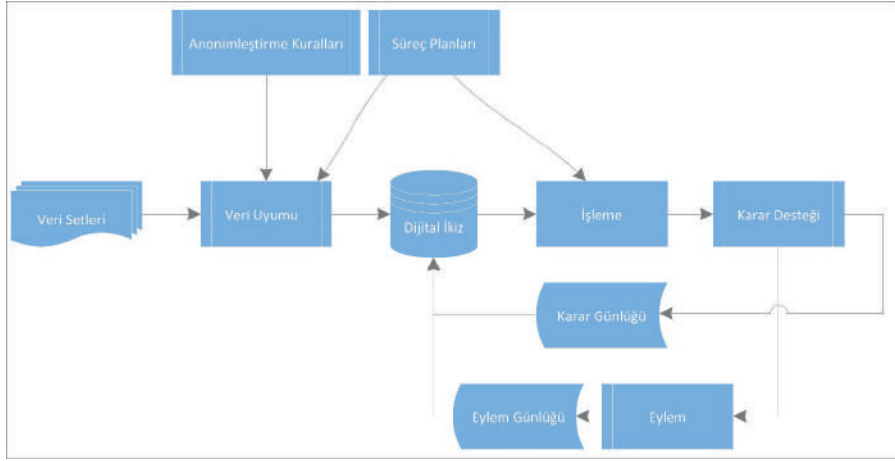 Anonimleştirme Kuralları
Süreç Planları
Veri Setleri
Veri Uyumu
Dijital İkiz
İşleme
Karar Desteği
Karar Günlüğü
Eylem Günlüğü
Eylem